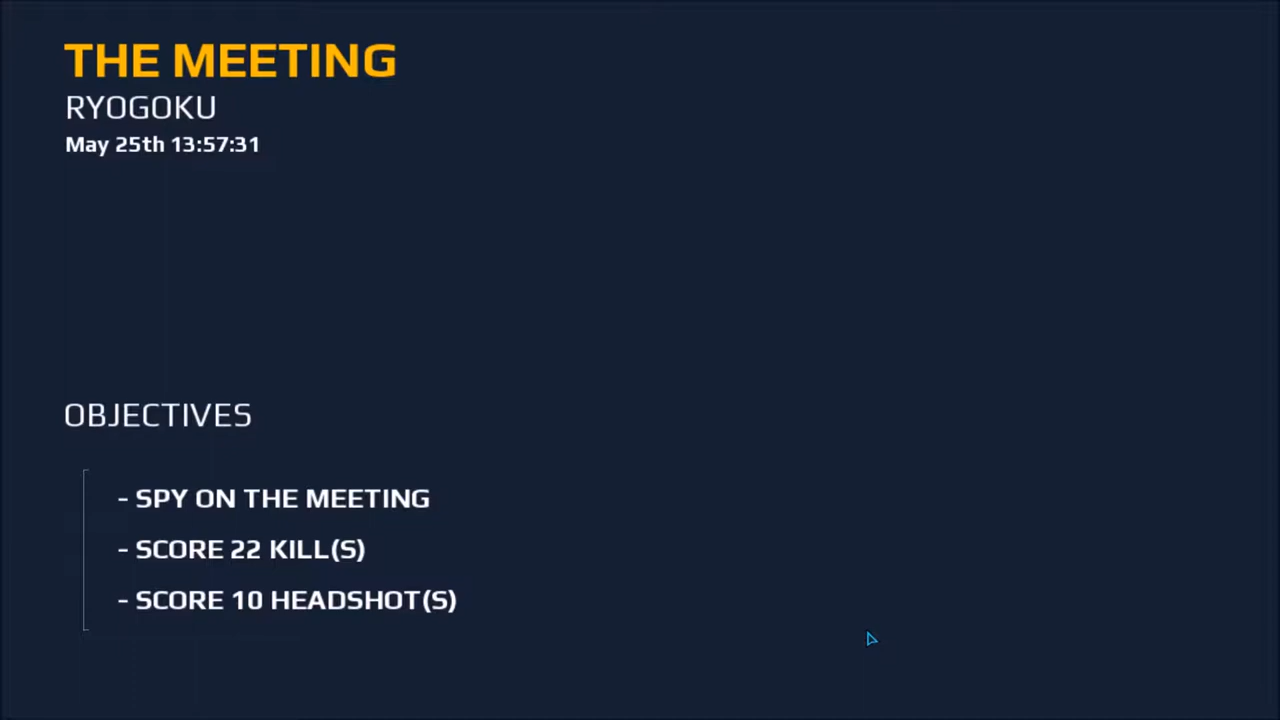 THE MEETING
RYOGOKU
May 25th 13:57:31
OBJECTIVES
- SPY ON THE MEETING
- SCORE 22 KILL(S)
- SCORE 10 HEADSHOT(S)